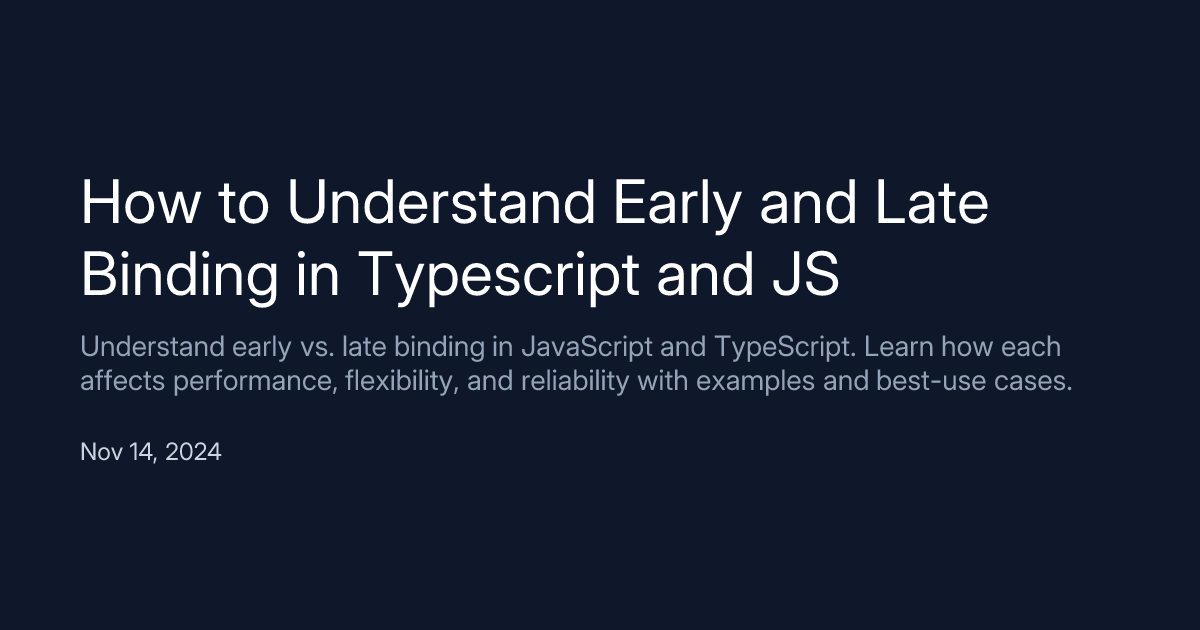 How to Understand Early and Late
Binding in Typescript and JS
Understand early vs. late binding in JavaScript and TypeScript. Learn how each
affects performance, flexibility, and reliability with examples and best-use cases.
Nov 14, 2024